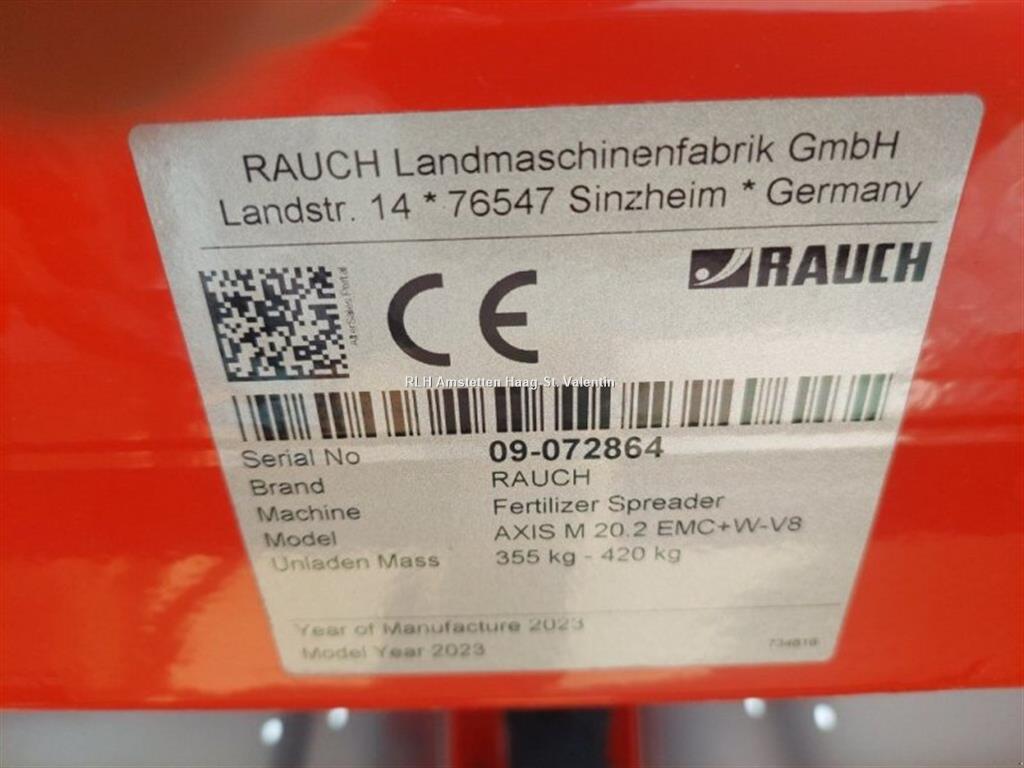 RAUCH Landmaschinenfabrik GmbH
Landstr. 14 * 76547 Sinzheim * Germany
RAUCH
AfterSales Portal
RLH Amstetten Haag-St. Valentin
Serial No 09-072864
Brand RAUCH
Machine Fertilizer Spreader
Model AXIS M 20.2 EMC+W-V8
Unladen Mass 355 kg - 420 kg
Year of Manufacture 2023
Model Year 2023